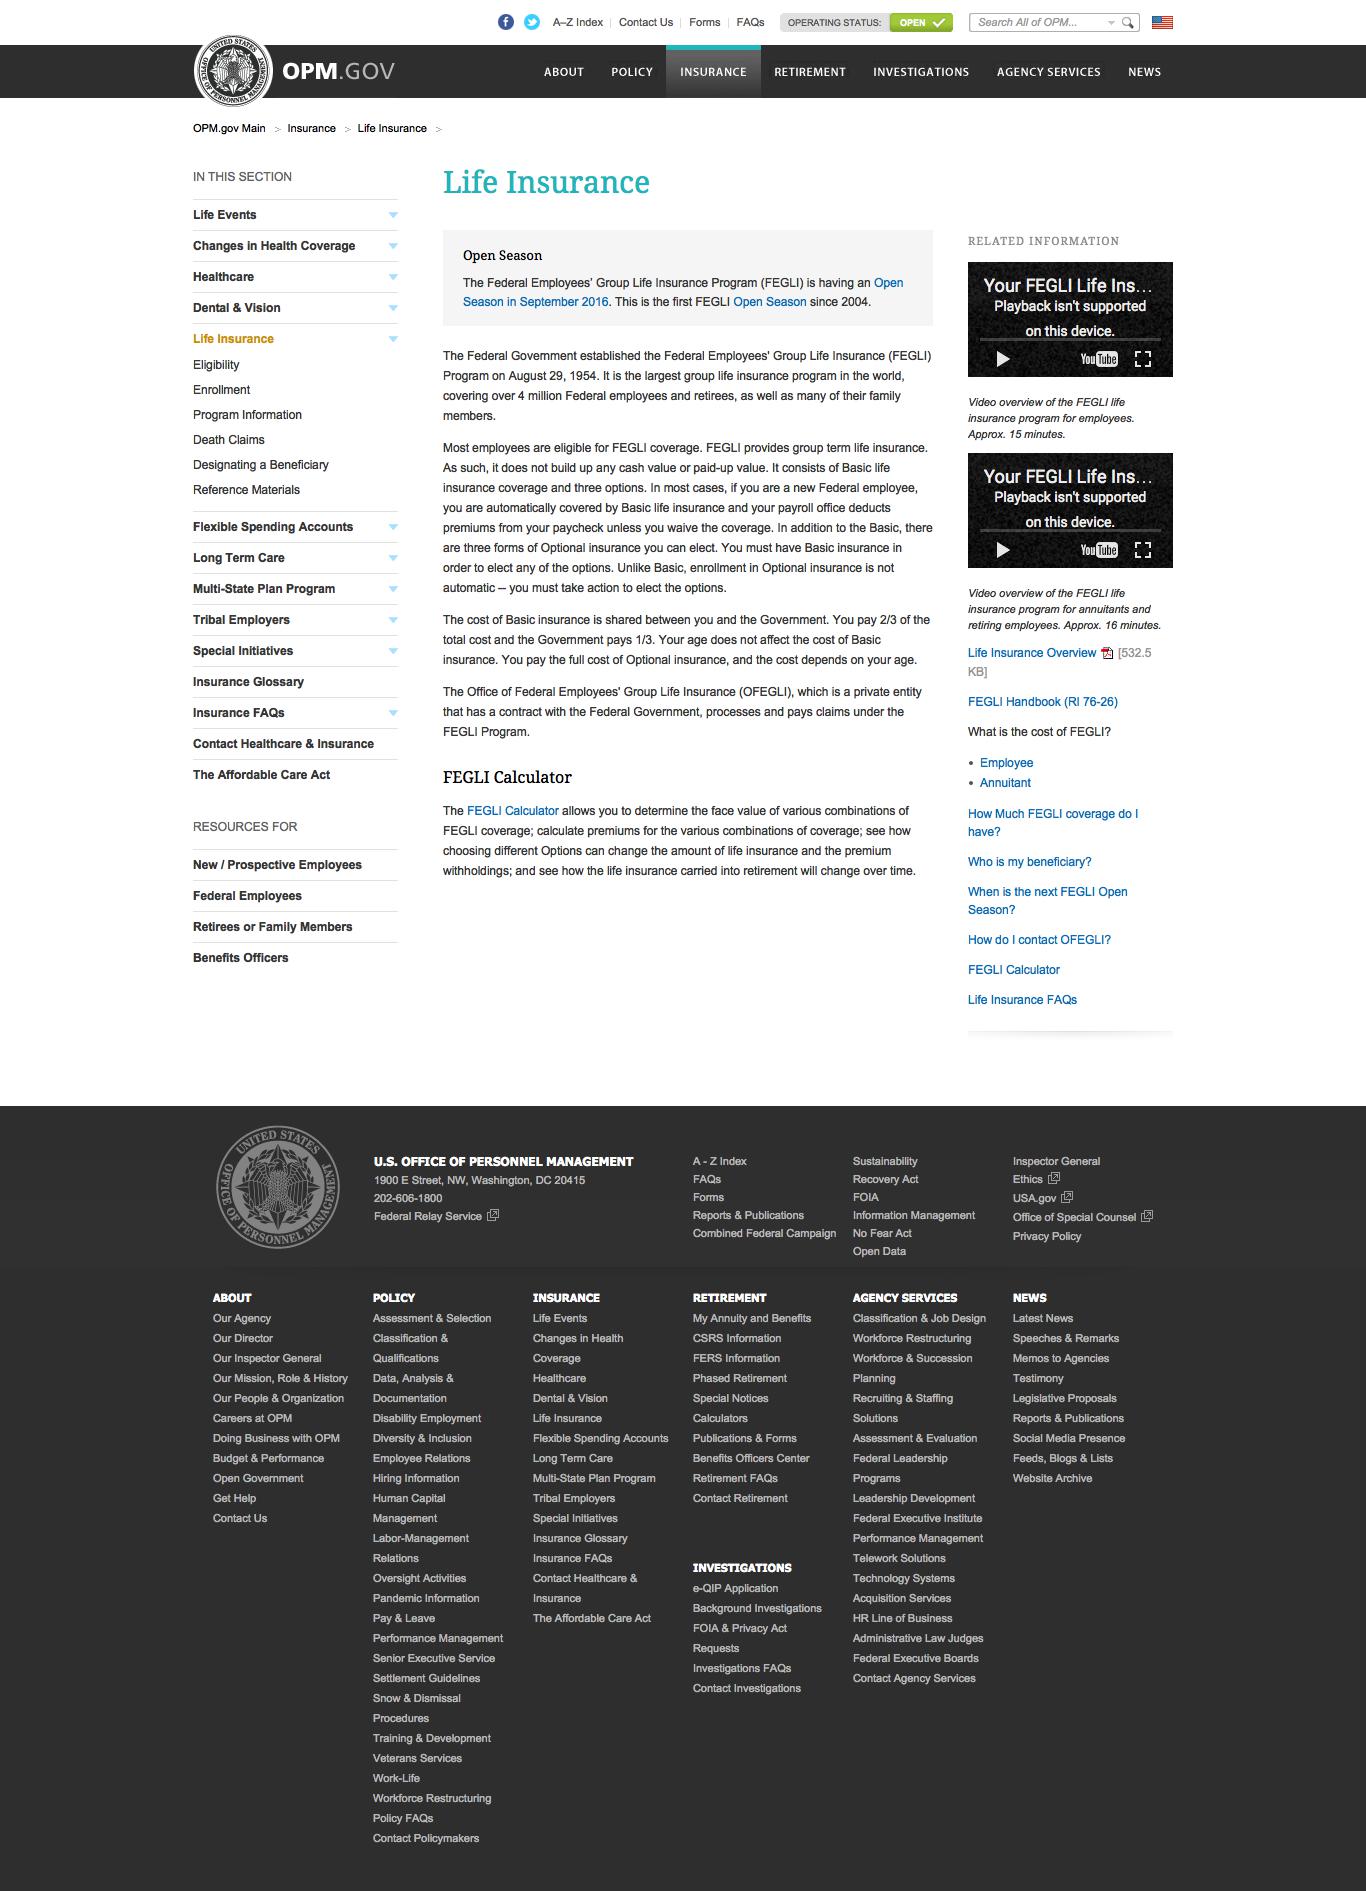 A–Z Index
Contact Us
Forms
FAQs
OPERATING STATUS: OPEN
Search All of OPM...
OPM.GOV
ABOUT
POLICY
INSURANCE
RETIREMENT
INVESTIGATIONS
AGENCY SERVICES
NEWS
OPM.gov Main > Insurance > Life Insurance >
IN THIS SECTION
Life Events
Changes in Health Coverage
Healthcare
Dental & Vision
Life Insurance
Eligibility
Enrollment
Program Information
Death Claims
Designating a Beneficiary
Reference Materials
Flexible Spending Accounts
Long Term Care
Multi-State Plan Program
Tribal Employers
Special Initiatives
Insurance Glossary
Insurance FAQs
Contact Healthcare & Insurance
The Affordable Care Act
RESOURCES FOR
New / Prospective Employees
Federal Employees
Retirees or Family Members
Benefits Officers
Life Insurance
Open Season
The Federal Employees' Group Life Insurance Program (FEGLI) is having an Open
Season in September 2016. This is the first FEGLI Open Season since 2004.
The Federal Government established the Federal Employees' Group Life Insurance (FEGLI)
Program on August 29, 1954. It is the largest group life insurance program in the world,
covering over 4 million Federal employees and retirees, as well as many of their family
members.
Most employees are eligible for FEGLI coverage. FEGLI provides group term life insurance.
As such, it does not build up any cash value or paid-up value. It consists of Basic life
insurance coverage and three options. In most cases, if you are a new Federal employee,
you are automatically covered by Basic life insurance and your payroll office deducts
premiums from your paycheck unless you waive the coverage. In addition to the Basic, there
are three forms of Optional insurance you can elect. You must have Basic insurance in
order to elect any of the options. Unlike Basic, enrollment in Optional insurance is not
automatic -- you must take action to elect the options.
The cost of Basic insurance is shared between you and the Government. You pay 2/3 of the
total cost and the Government pays 1/3. Your age does not affect the cost of Basic
insurance. You pay the full cost of Optional insurance, and the cost depends on your age.
The Office of Federal Employees' Group Life Insurance (OFEGLI), which is a private entity
that has a contract with the Federal Government, processes and pays claims under the
FEGLI Program.
FEGLI Calculator
The FEGLI Calculator allows you to determine the face value of various combinations of
FEGLI coverage; calculate premiums for the various combinations of coverage; see how
choosing different Options can change the amount of life insurance and the premium
withholdings; and see how the life insurance carried into retirement will change over time.
RELATED INFORMATION
Your FEGLI Life Ins...
Playback isn't supported
on this device.
YouTube
Video overview of the FEGLI life
insurance program for employees.
Approx. 15 minutes.
Your FEGLI Life Ins...
Playback isn't supported
on this device.
YouTube
Video overview of the FEGLI life
insurance program for annuitants and
retiring employees. Approx. 16 minutes.
Life Insurance Overview [532.5
KB]
FEGLI Handbook (RI 76-26)
What is the cost of FEGLI?
• Employee
• Annuitant
How Much FEGLI coverage do I
have?
Who is my beneficiary?
When is the next FEGLI Open
Season?
How do I contact OFEGLI?
FEGLI Calculator
Life Insurance FAQs
UNITED STATES
OFFICE OF PERSONNEL MANAGEMENT
U.S. OFFICE OF PERSONNEL MANAGEMENT
1900 E Street, NW, Washington, DC 20415
202-606-1800
Federal Relay Service
A - Z Index
FAQs
Forms
Reports & Publications
Combined Federal Campaign
Sustainability
Recovery Act
FOIA
Information Management
No Fear Act
Open Data
Inspector General
Ethics
USA.gov
Office of Special Counsel
Privacy Policy
ABOUT
Our Agency
Our Director
Our Inspector General
Our Mission, Role & History
Our People & Organization
Careers at OPM
Doing Business with OPM
Budget & Performance
Open Government
Get Help
Contact Us
POLICY
Assessment & Selection
Classification &
Qualifications
Data, Analysis &
Documentation
Disability Employment
Diversity & Inclusion
Employee Relations
Hiring Information
Human Capital
Management
Labor-Management
Relations
Oversight Activities
Pandemic Information
Pay & Leave
Performance Management
Senior Executive Service
Settlement Guidelines
Snow & Dismissal
Procedures
Training & Development
Veterans Services
Work-Life
Workforce Restructuring
Policy FAQs
Contact Policymakers
INSURANCE
Life Events
Changes in Health
Coverage
Healthcare
Dental & Vision
Life Insurance
Flexible Spending Accounts
Long Term Care
Multi-State Plan Program
Tribal Employers
Special Initiatives
Insurance Glossary
Insurance FAQs
Contact Healthcare &
Insurance
The Affordable Care Act
RETIREMENT
My Annuity and Benefits
CSRS Information
FERS Information
Phased Retirement
Special Notices
Calculators
Publications & Forms
Benefits Officers Center
Retirement FAQs
Contact Retirement
INVESTIGATIONS
e-QIP Application
Background Investigations
FOIA & Privacy Act
Requests
Investigations FAQs
Contact Investigations
AGENCY SERVICES
Classification & Job Design
Workforce Restructuring
Workforce & Succession
Planning
Recruiting & Staffing
Solutions
Assessment & Evaluation
Federal Leadership
Programs
Leadership Development
Federal Executive Institute
Performance Management
Telework Solutions
Technology Systems
Acquisition Services
HR Line of Business
Administrative Law Judges
Federal Executive Boards
Contact Agency Services
NEWS
Latest News
Speeches & Remarks
Memos to Agencies
Testimony
Legislative Proposals
Reports & Publications
Social Media Presence
Feeds, Blogs & Lists
Website Archive